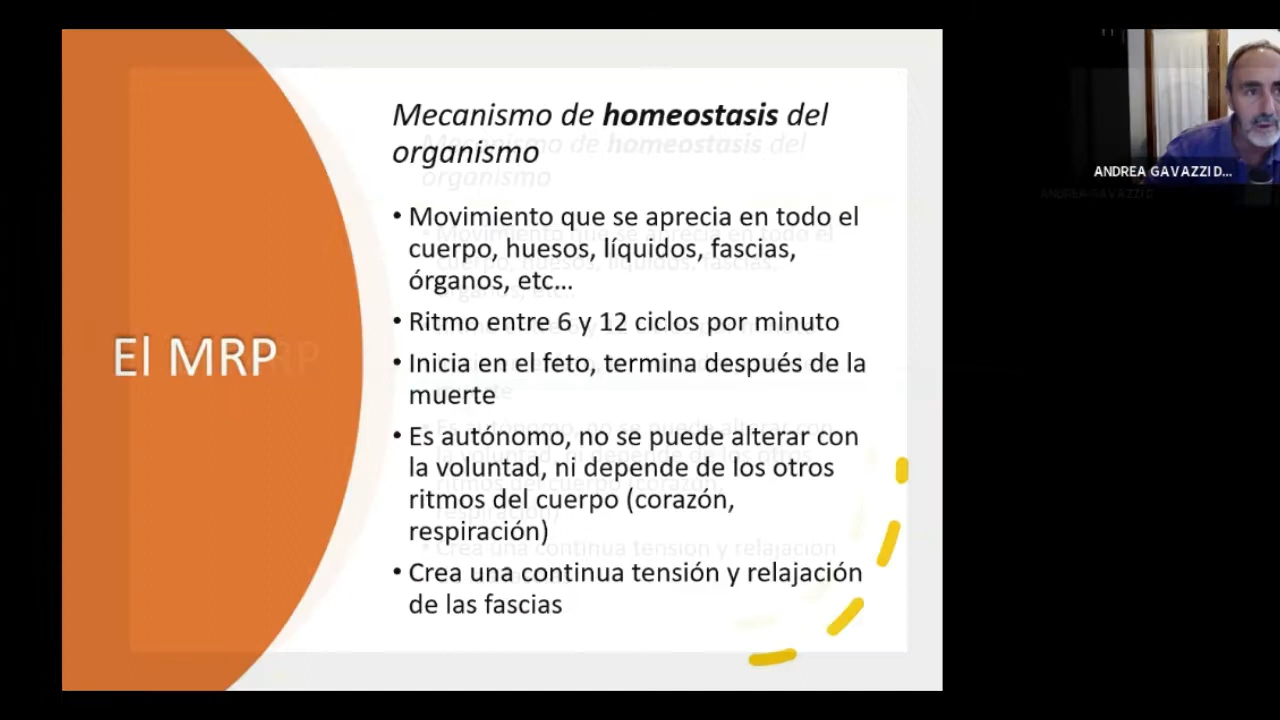 El MRP
Mecanismo de homeostasis del
organismo
• Movimiento que se aprecia en todo el
cuerpo, huesos, líquidos, fascias,
órganos, etc...
• Ritmo entre 6 y 12 ciclos por minuto
• Inicia en el feto, termina después de la
muerte
• Es autónomo, no se puede alterar con
la voluntad, ni depende de los otros
ritmos del cuerpo (corazón,
respiración)
• Crea una continua tensión y relajación
de las fascias
ANDREA GAVAZZI D...